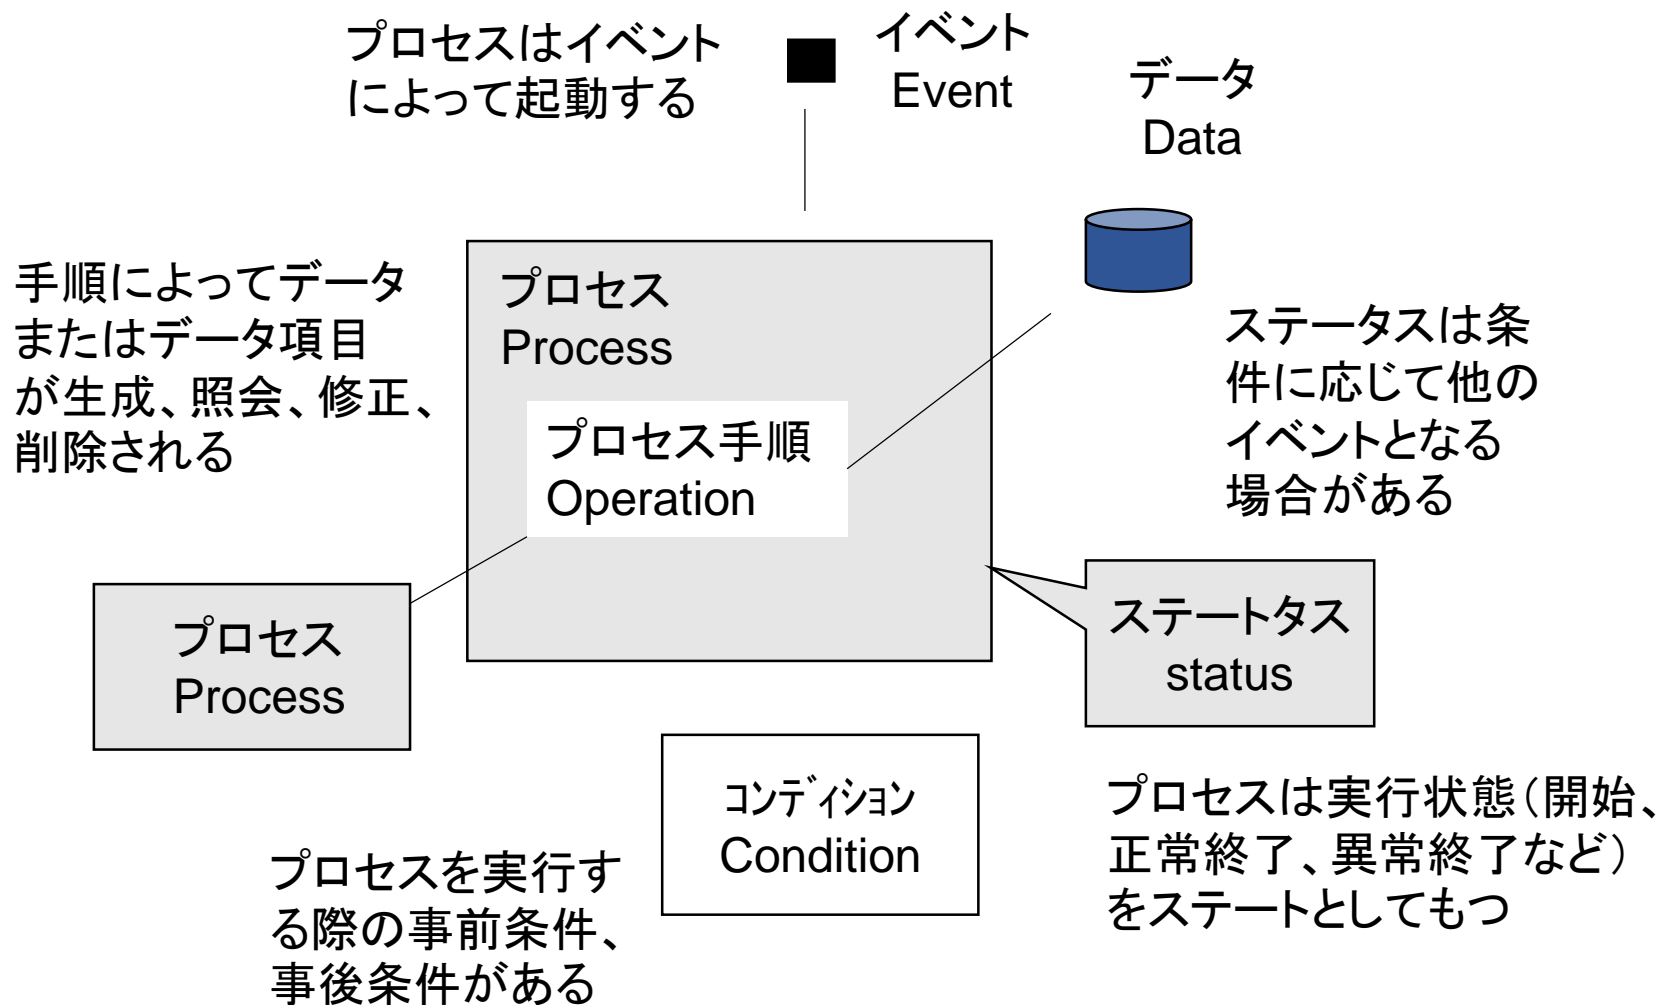 プロセスはイベント
によって起動する
イベント
Event
データ
Data
手順によってデータ
またはデータ項目
が生成、照会、修正、
削除される
プロセス
Process
プロセス手順
Operation
ステータスは条
件に応じて他の
イベントとなる
場合がある
プロセス
Process
ステートタス
status
コンディション
Condition
プロセスを実行す
る際の事前条件、
事後条件がある
プロセスは実行状態(開始、
正常終了、異常終了など)
をステートとしてもつ